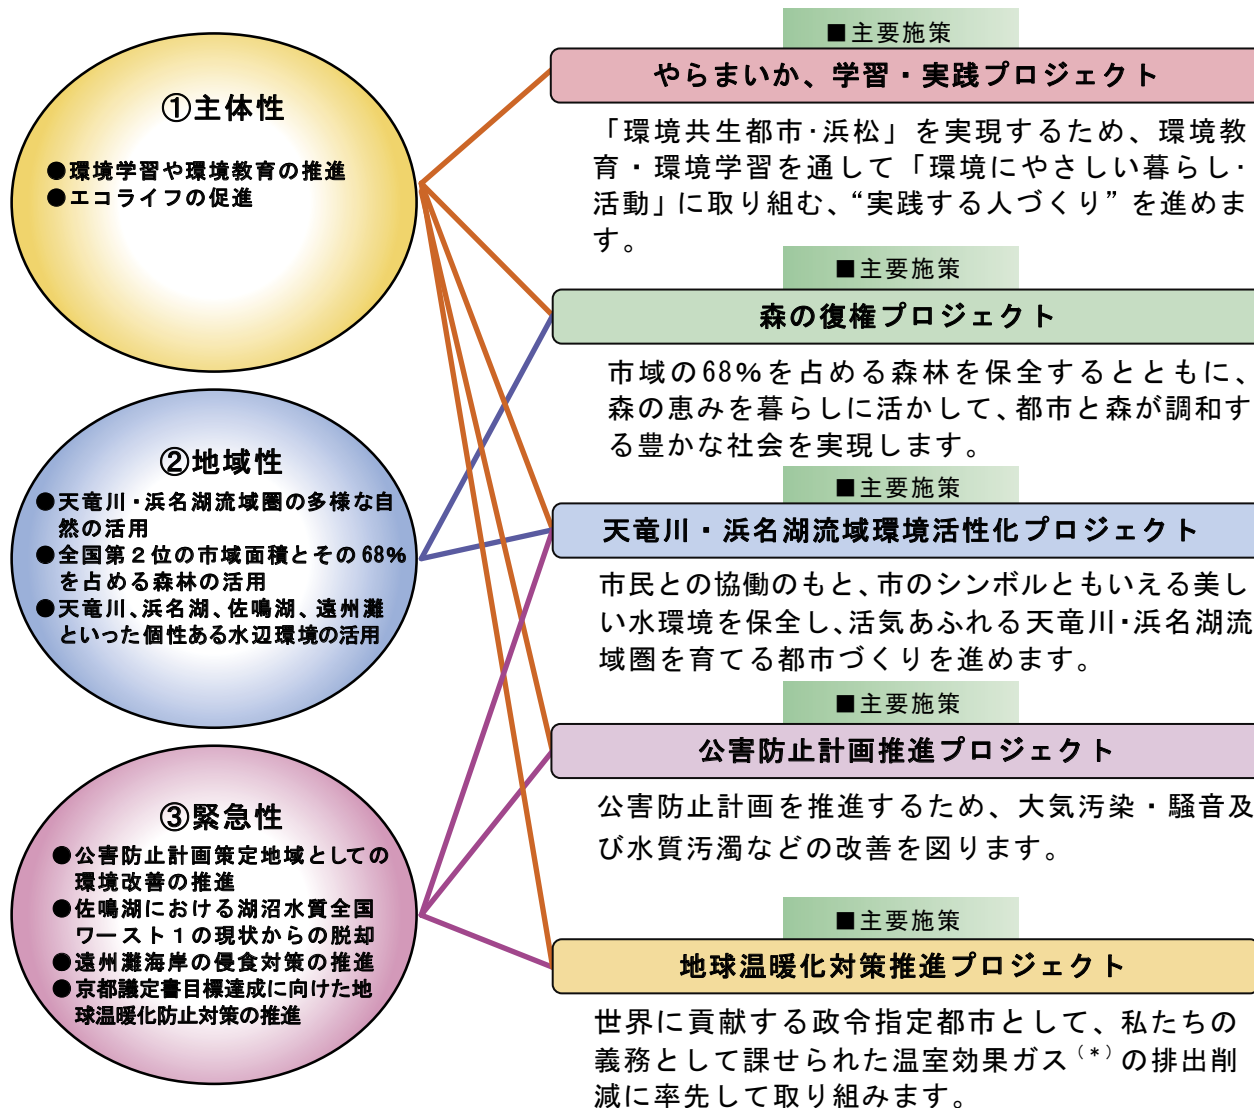 ①主体性
●環境学習や環境教育の推進
●エコライフの促進
②地域性
●天竜川・浜名湖流域圏の多様な自
然の活用
●全国第２位の市域面積とその68%
を占める森林の活用
●天竜川、浜名湖、佐鳴湖、遠州灘
といった個性ある水辺環境の活用
③緊急性
●公害防止計画策定地域としての
環境改善の推進
●佐鳴湖における湖沼水質全国
ワースト１の現状からの脱却
●遠州灘海岸の侵食対策の推進
●京都議定書目標達成に向けた地
球温暖化防止対策の推進
■主要施策
やらまいか、学習・実践プロジェクト
「環境共生都市・浜松」を実現するため、環境教
育・環境学習を通して「環境にやさしい暮らし・
活動」に取り組む、“実践する人づくり”を進めま
す。
■主要施策
森の復権プロジェクト
市域の68%を占める森林を保全するとともに、
森の恵みを暮らしに活かして、都市と森が調和す
る豊かな社会を実現します。
■主要施策
天竜川・浜名湖流域環境活性化プロジェクト
市民との協働のもと、市のシンボルともいえる美し
い水環境を保全し、活気あふれる天竜川・浜名湖流
域圏を育てる都市づくりを進めます。
■主要施策
公害防止計画推進プロジェクト
公害防止計画を推進するため、大気汚染・騒音及
び水質汚濁などの改善を図ります。
■主要施策
地球温暖化対策推進プロジェクト
世界に貢献する政令指定都市として、私たちの
義務として課せられた温室効果ガス(*)の排出削
減に率先して取り組みます。